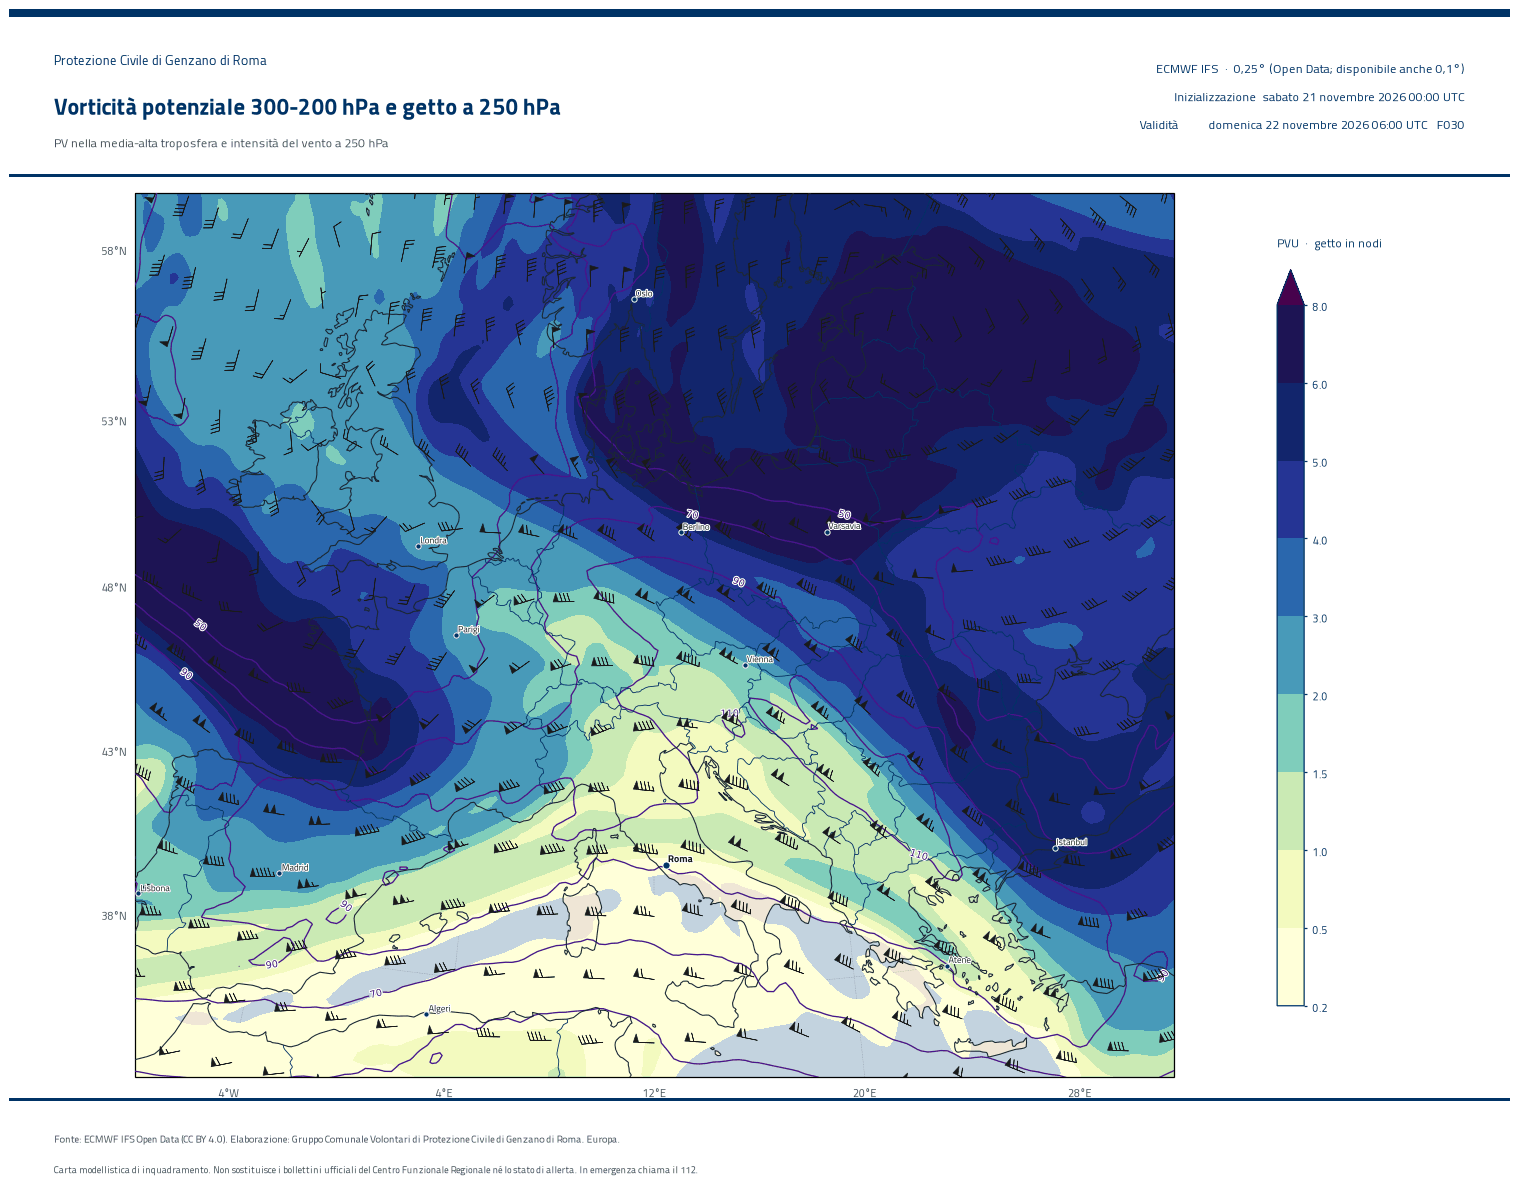 Protezione Civile di Genzano di Roma
Vorticità potenziale 300-200 hPa e getto a 250 hPa
PV nella media-alta troposfera e intensità del vento a 250 hPa
ECMWF IFS · 0,25° (Open Data; disponibile anche 0,1°)
Inizializzazione sabato 21 novembre 2026 00:00 UTC
Validità domenica 22 novembre 2026 06:00 UTC F030
PVU · getto in nodi
8.0
6.0
5.0
4.0
3.0
2.0
1.5
1.0
0.5
0.2
58°N
53°N
48°N
43°N
38°N
4°W
4°E
12°E
20°E
28°E
Oslo
70
50
Berlino
Varsavia
Londra
90
50
Parigi
Vienna
90
110
Istanbul
110
Roma
Madrid
Lisbona
90
90
Atene
70
Algeri
Fonte: ECMWF IFS Open Data (CC BY 4.0). Elaborazione: Gruppo Comunale Volontari di Protezione Civile di Genzano di Roma. Europa.
Carta modellistica di inquadramento. Non sostituisce i bollettini ufficiali del Centro Funzionale Regionale né lo stato di allerta. In emergenza chiama il 112.